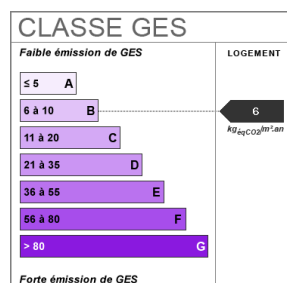 CLASSE GES
Faible émission de GES
LOGEMENT
≤ 5 A
6 à 10 B
6
kgéqCO2/m².an
11 à 20 C
21 à 35 D
36 à 55 E
56 à 80 F
> 80 G
Forte émission de GES